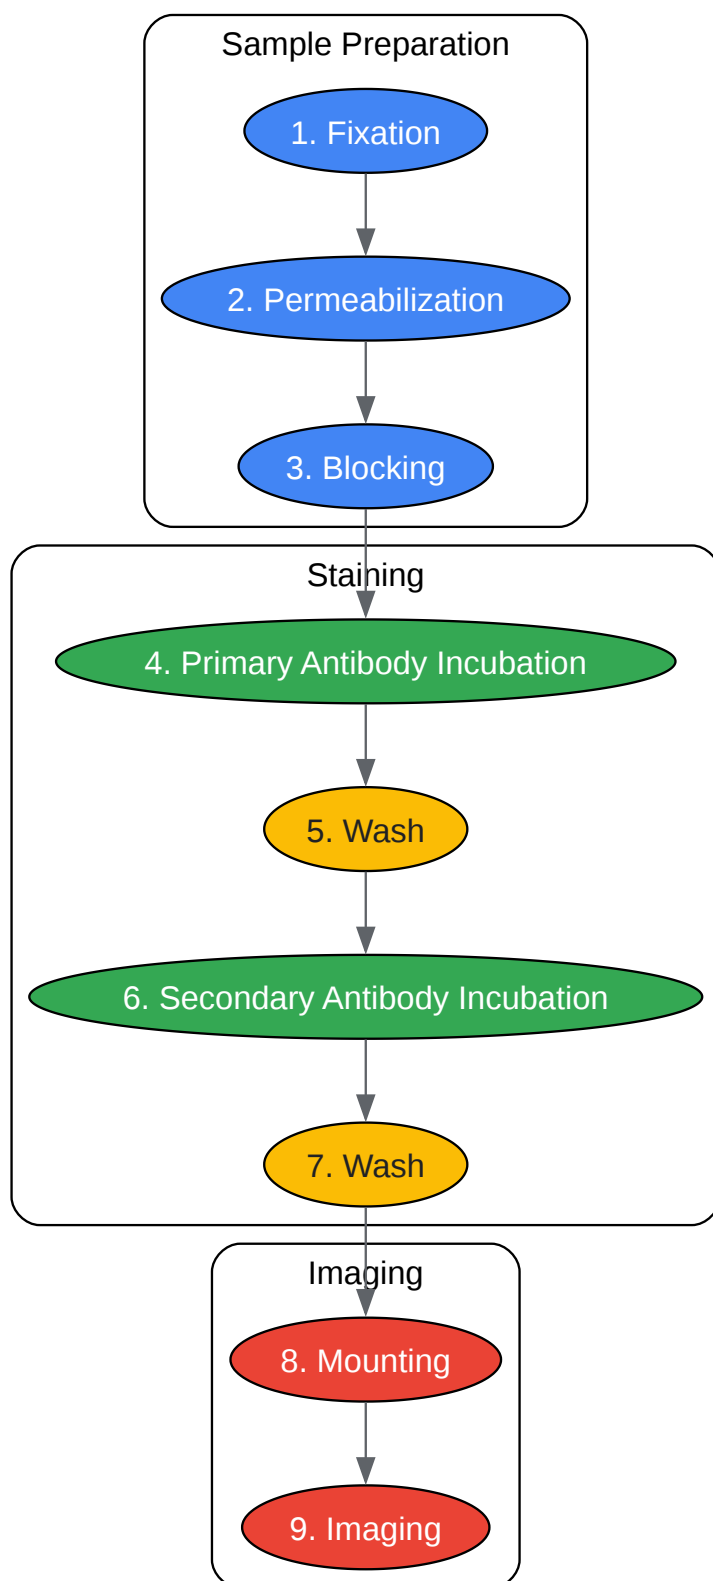 Sample Preparation
1. Fixation
2. Permeabilization
3. Blocking
Staining
4. Primary Antibody Incubation
5. Wash
6. Secondary Antibody Incubation
7. Wash
Imaging
8. Mounting
9. Imaging